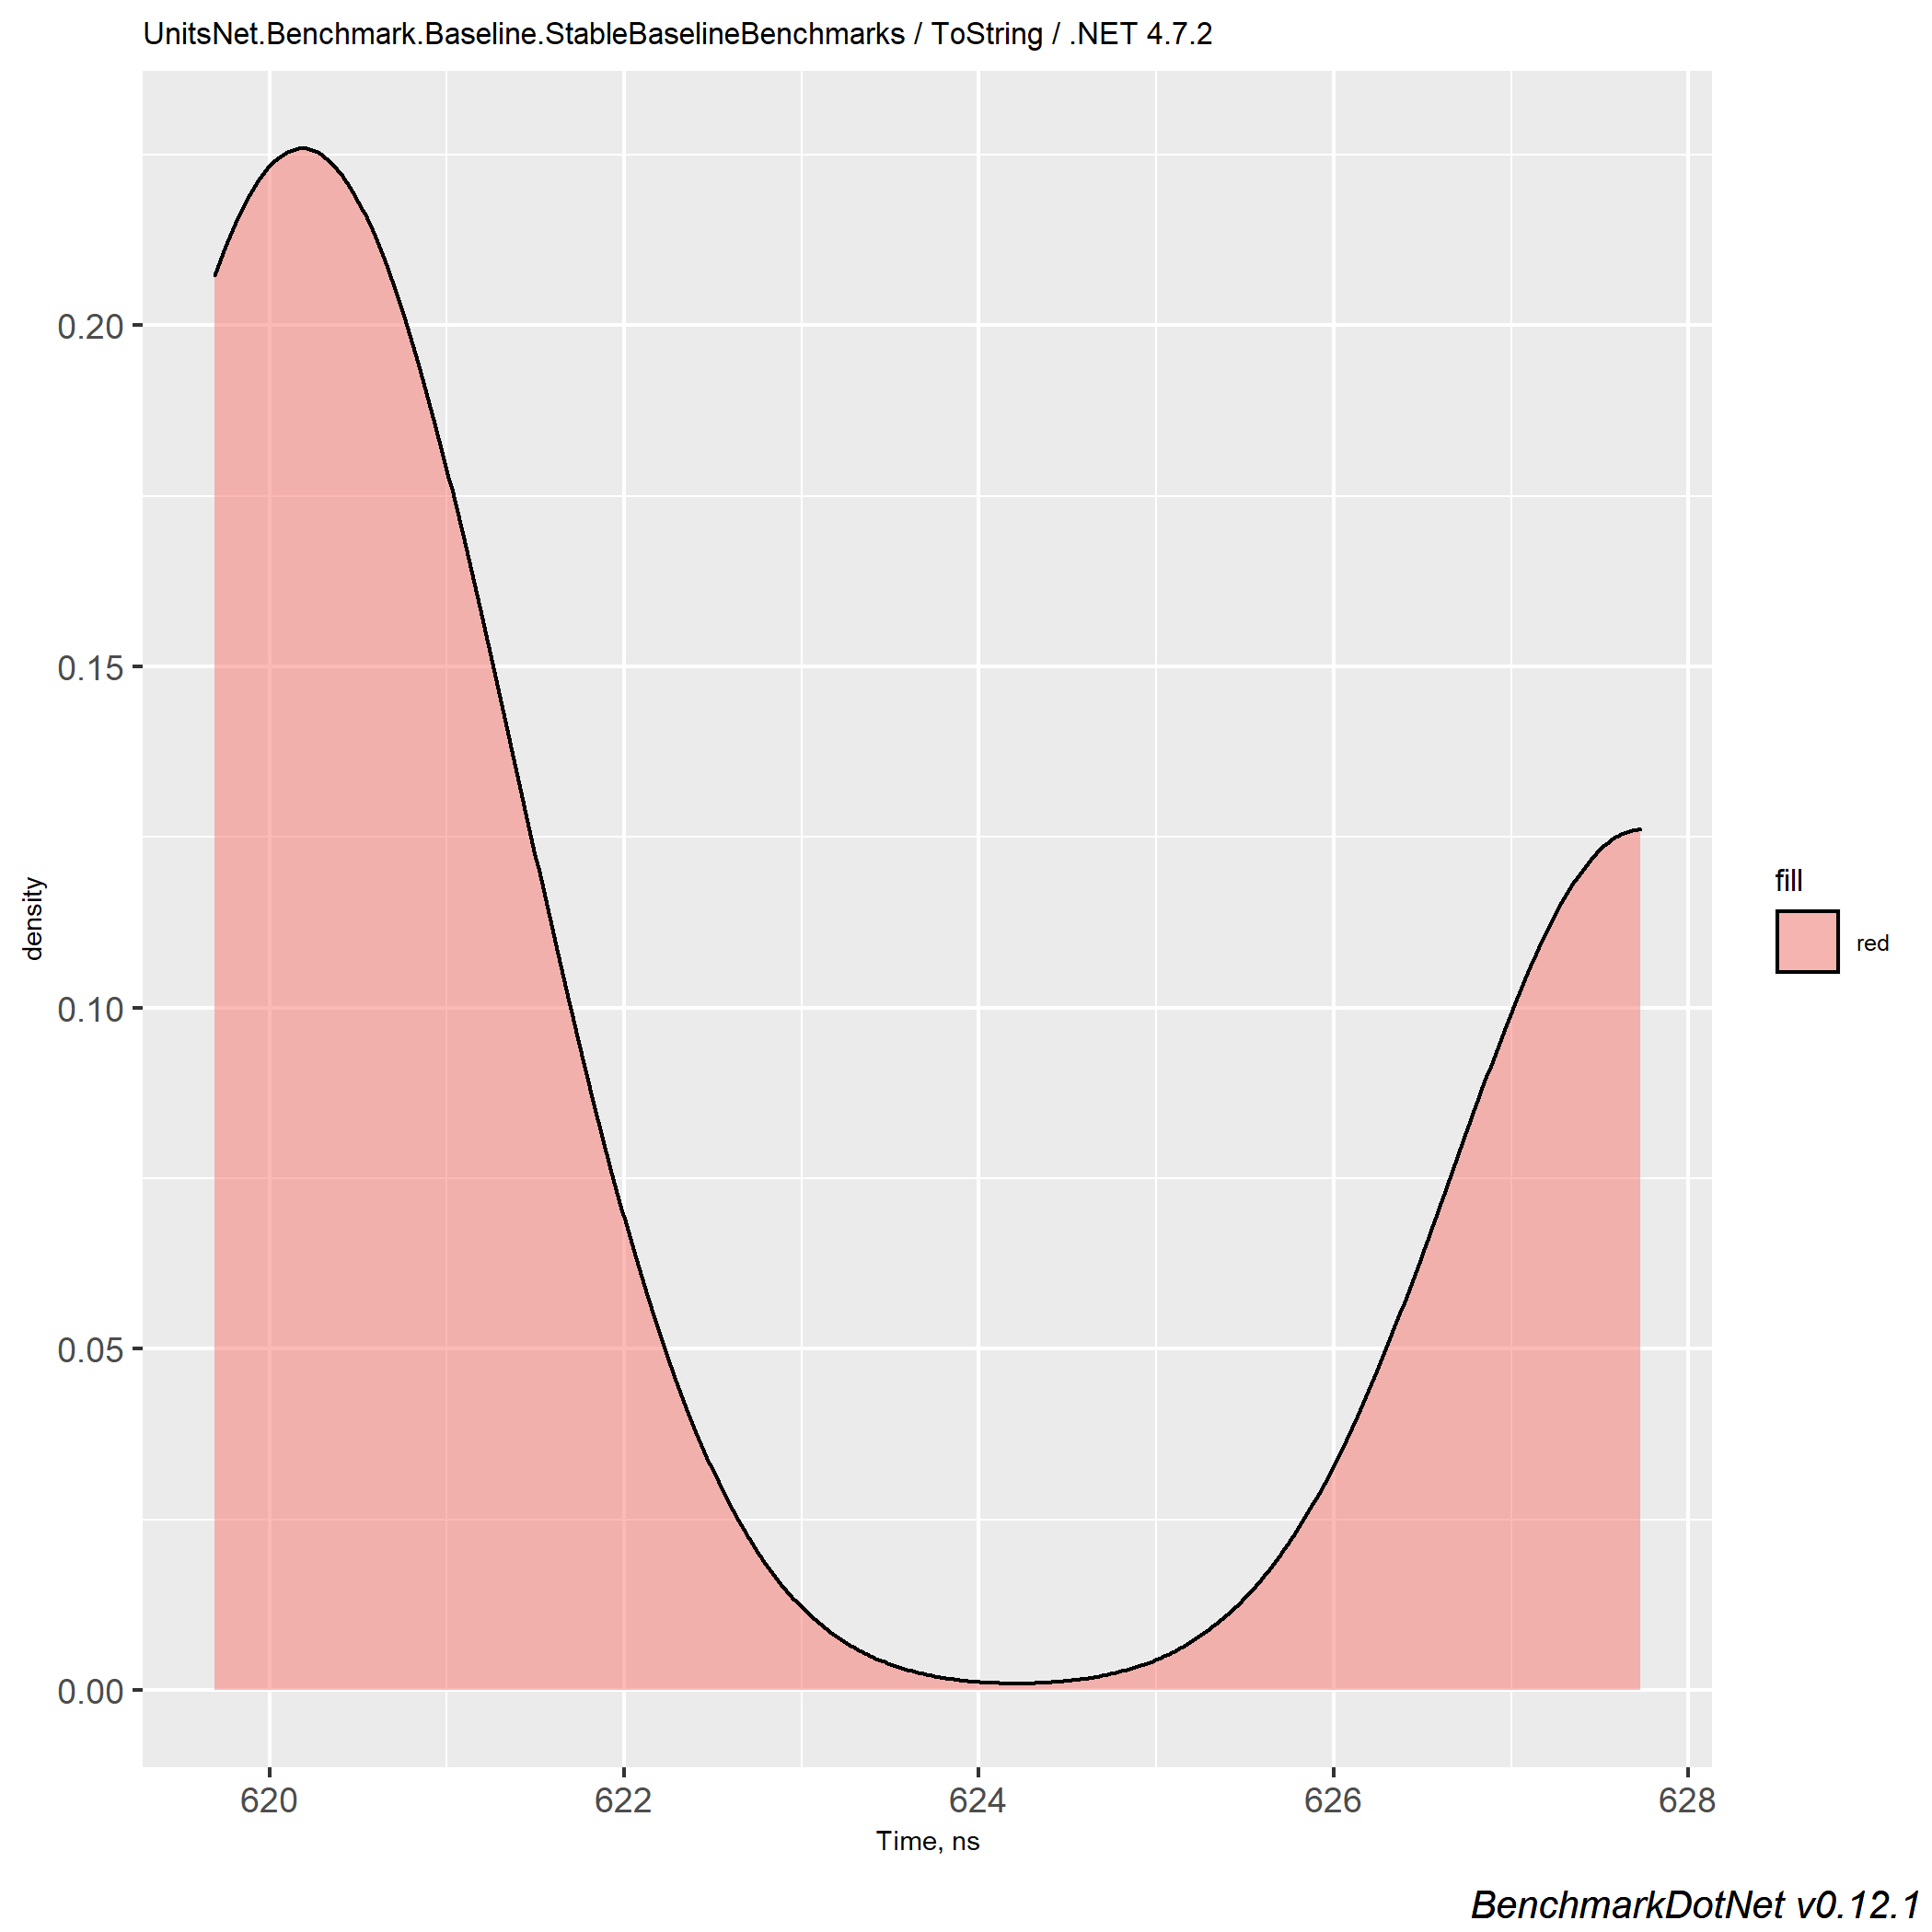 UnitsNet.Benchmark.Baseline.StableBaselineBenchmarks / ToString / .NET 4.7.2
density
0.20
0.15
0.10
0.05
0.00
620
622
624
626
628
Time, ns
fill
red
BenchmarkDotNet v0.12.1